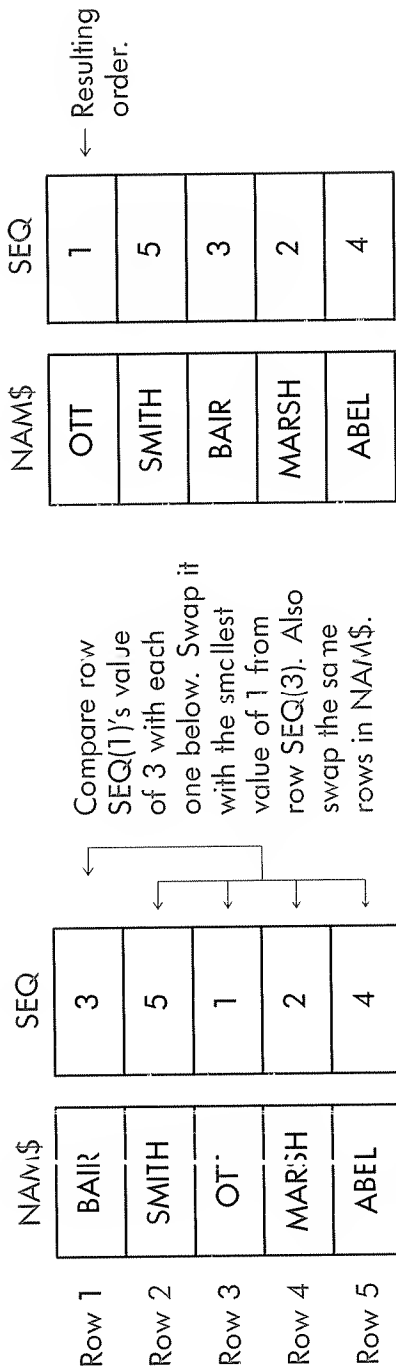 NAM$ SEQ
Row 1 BAIR 3
Row 2 SMITH 5
Row 3 OTT 1
Row 4 MARSH 2
Row 5 ABEL 4
Compare row
SEQ(1)'s value
of 3 with each
one below. Swap it
with the smallest
value of 1 from
row SEQ(3). Also
swap the same
rows in NAM$.
NAM$ SEQ
OTT 1
SMITH 5
BAIR 3
MARSH 2
ABEL 4
← Resulting
order.